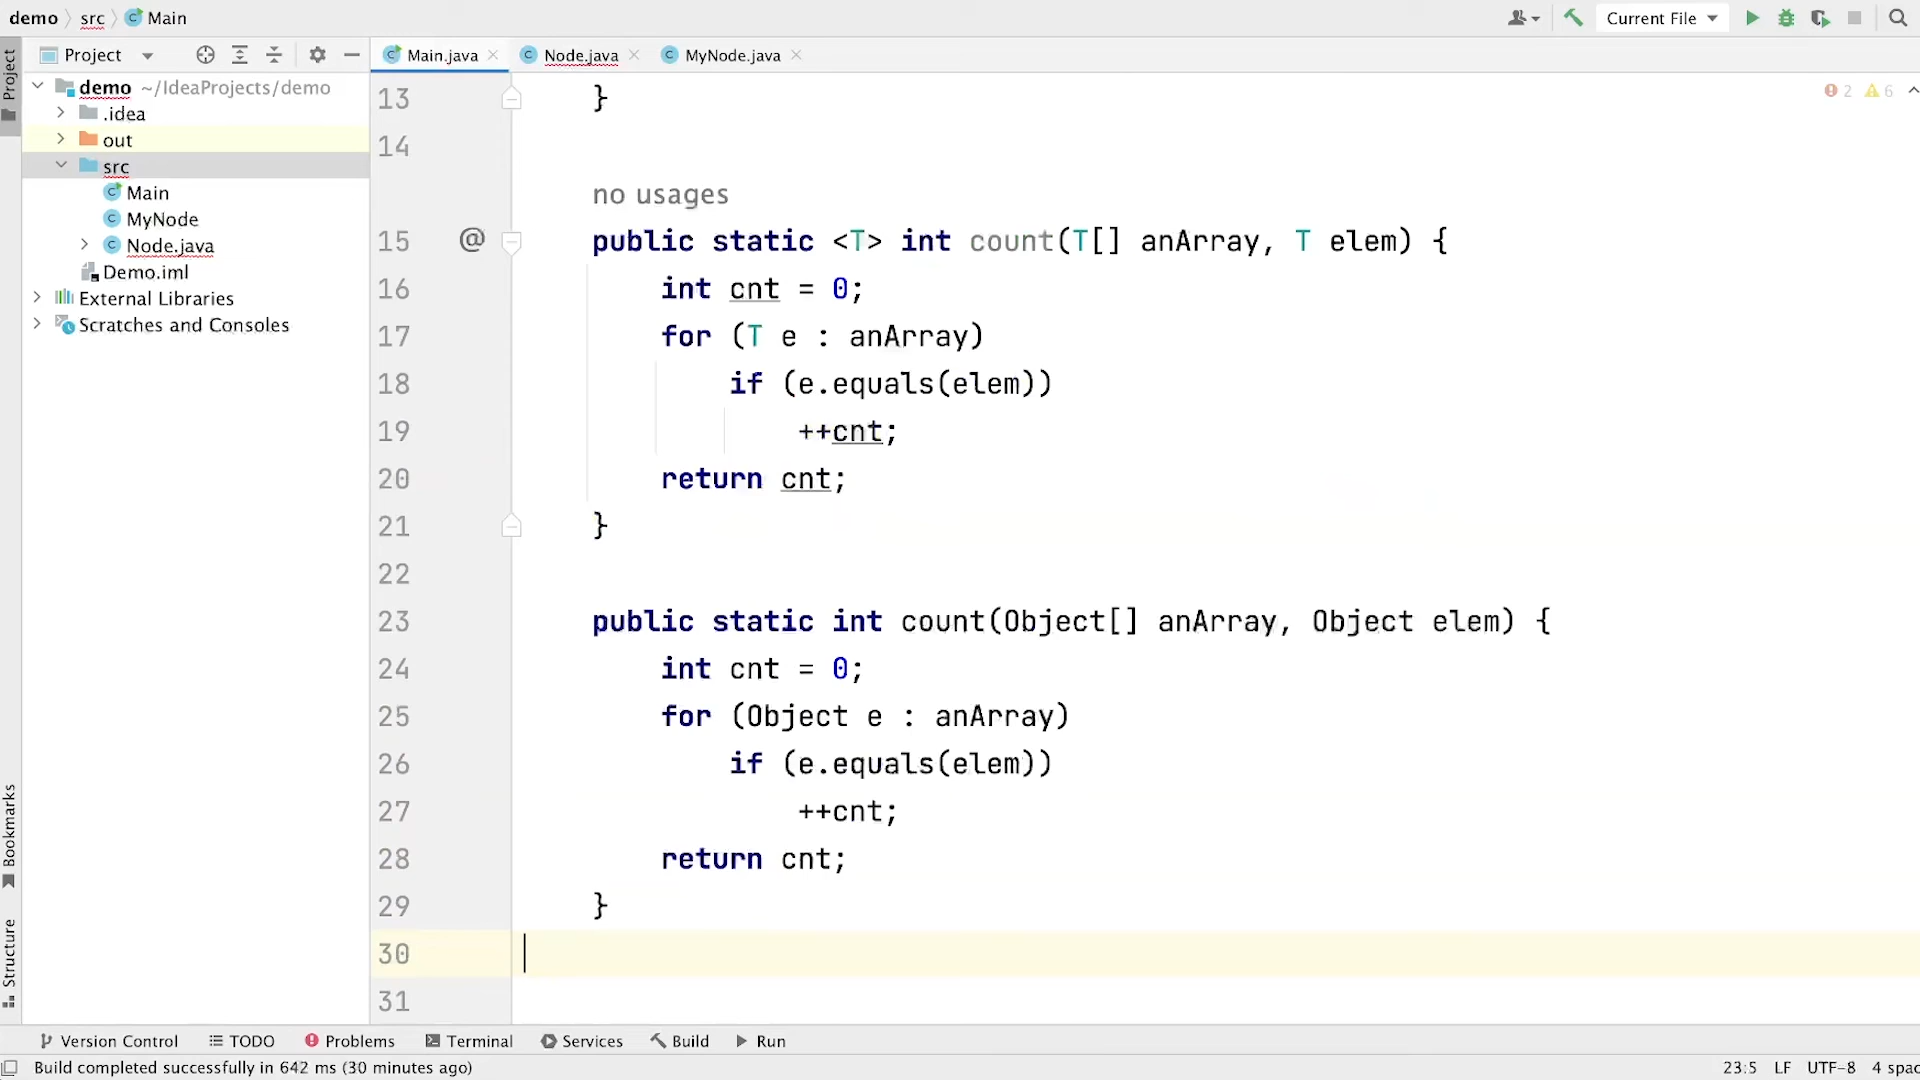 demo src Main
Current File
Project
Project
Main.java
Node.java
MyNode.java
demo ~/IdeaProjects/demo
.idea
out
src
Main
MyNode
Node.java
Demo.iml
External Libraries
Scratches and Consoles
2 6
13 }
14
no usages
15 @ public static <T> int count(T[] anArray, T elem) {
16 int cnt = 0;
17 for (T e : anArray)
18 if (e.equals(elem))
19 ++cnt;
20 return cnt;
21 }
22
23 public static int count(Object[] anArray, Object elem) {
24 int cnt = 0;
25 for (Object e : anArray)
26 if (e.equals(elem))
27 ++cnt;
28 return cnt;
29 }
30
31
Bookmarks
Structure
Version Control TODO Problems Terminal Services Build Run
Build completed successfully in 642 ms (30 minutes ago)
23:5 LF UTF-8 4 spac